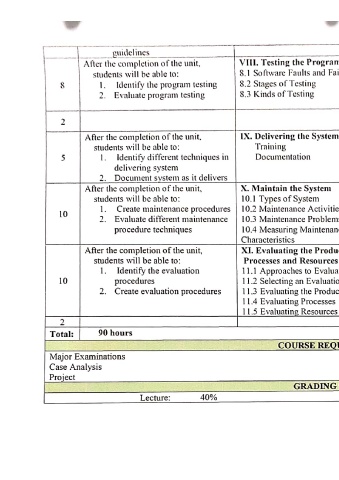 guidelines
8
After the completion of the unit,
students will be able to:
1. Identify the program testing
2. Evaluate program testing
VIII. Testing the Program
8.1 Software Faults and Fai
8.2 Stages of Testing
8.3 Kinds of Testing
2
5
After the completion of the unit,
students will be able to:
1. Identify different techniques in
delivering system
2. Document system as it delivers
IX. Delivering the System
Training
Documentation
10
After the completion of the unit,
students will be able to:
1. Create maintenance procedures
2. Evaluate different maintenance
procedure techniques
X. Maintain the System
10.1 Types of System
10.2 Maintenance Activitie
10.3 Maintenance Problem
10.4 Measuring Maintenan
Characteristics
10
After the completion of the unit,
students will be able to:
1. Identify the evaluation
procedures
2. Create evaluation procedures
XI. Evaluating the Produ
Processes and Resources
11.1 Approaches to Evalua
11.2 Selecting an Evaluatio
11.3 Evaluating the Produc
11.4 Evaluating Processes
11.5 Evaluating Resources
2
Total: 90 hours
COURSE REQU
Major Examinations
Case Analysis
Project
GRADING
Lecture: 40%